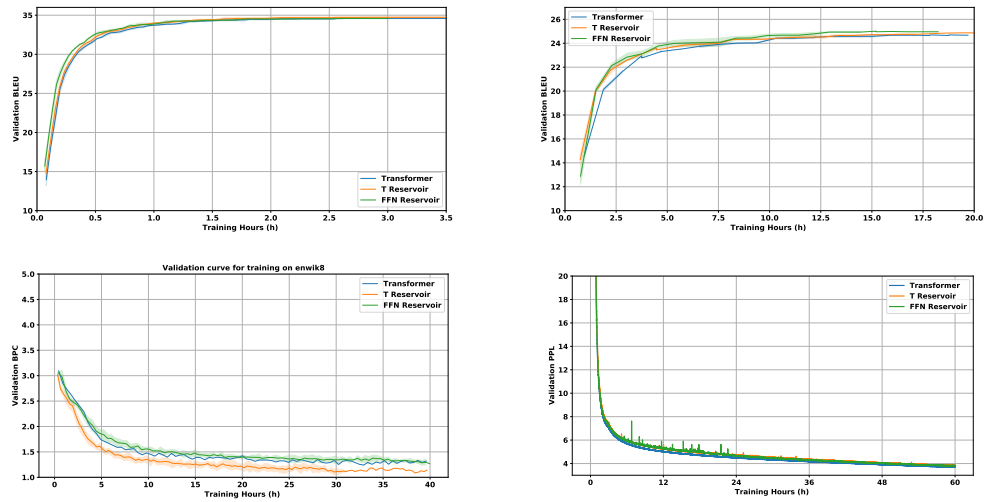 35
30
25
20
15
10
Validation BLEU
0.0 0.5 1.0 1.5 2.0 2.5 3.0 3.5
Training Hours (h)
Transformer
T Reservoir
FFN Reservoir
26
24
22
20
18
16
14
12
10
Validation BLEU
0.0 2.5 5.0 7.5 10.0 12.5 15.0 17.5 20.0
Training Hours (h)
Transformer
T Reservoir
FFN Reservoir
Validation curve for training on enwik8
5.0
4.5
4.0
3.5
3.0
2.5
2.0
1.5
1.0
Validation BPC
0 5 10 15 20 25 30 35 40
Training Hours (h)
Transformer
T Reservoir
FFN Reservoir
20
18
16
14
12
10
8
6
4
Validation PPL
0 12 24 36 48 60
Training Hours (h)
Transformer
T Reservoir
FFN Reservoir